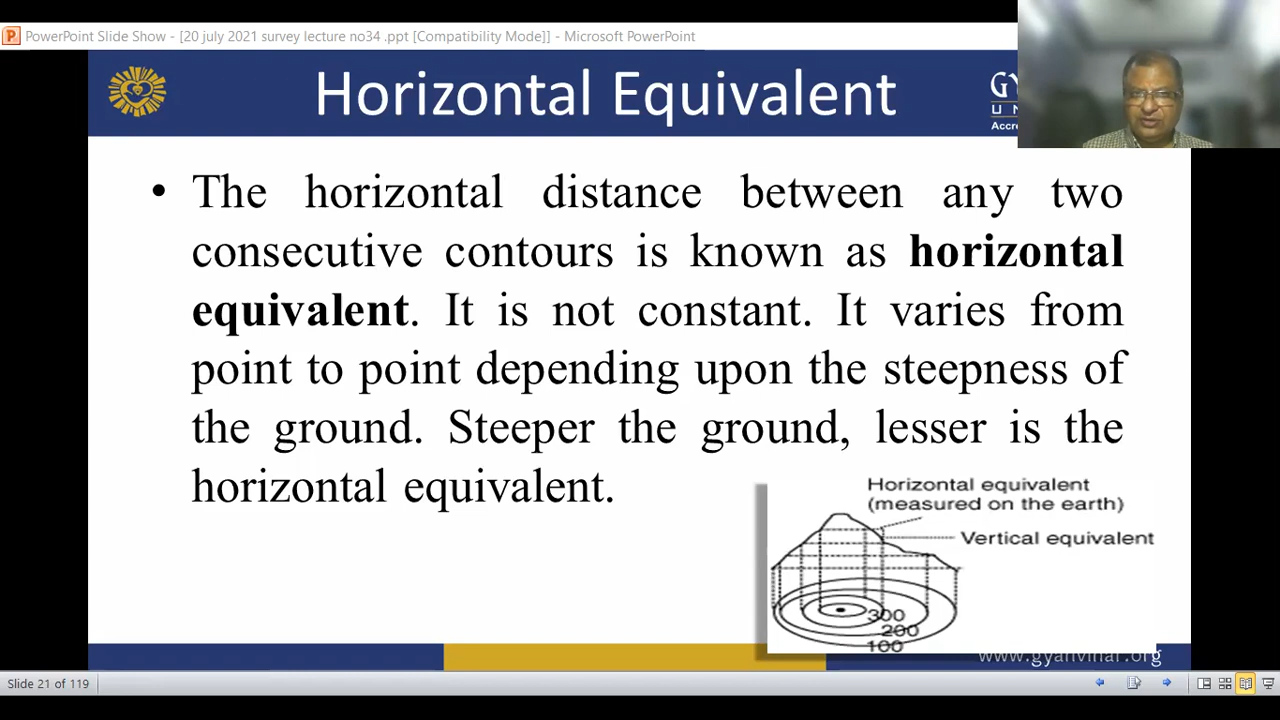 PowerPoint Slide Show - [20 july 2021 survey lecture no34 .ppt [Compatibility Mode]] - Microsoft PowerPoint
Horizontal Equivalent
GY
U N
Accre
• The horizontal distance between any two
consecutive contours is known as horizontal
equivalent. It is not constant. It varies from
point to point depending upon the steepness of
the ground. Steeper the ground, lesser is the
horizontal equivalent.
Horizontal equivalent
(measured on the earth)
Vertical equivalent
300
200
100
Slide 21 of 119